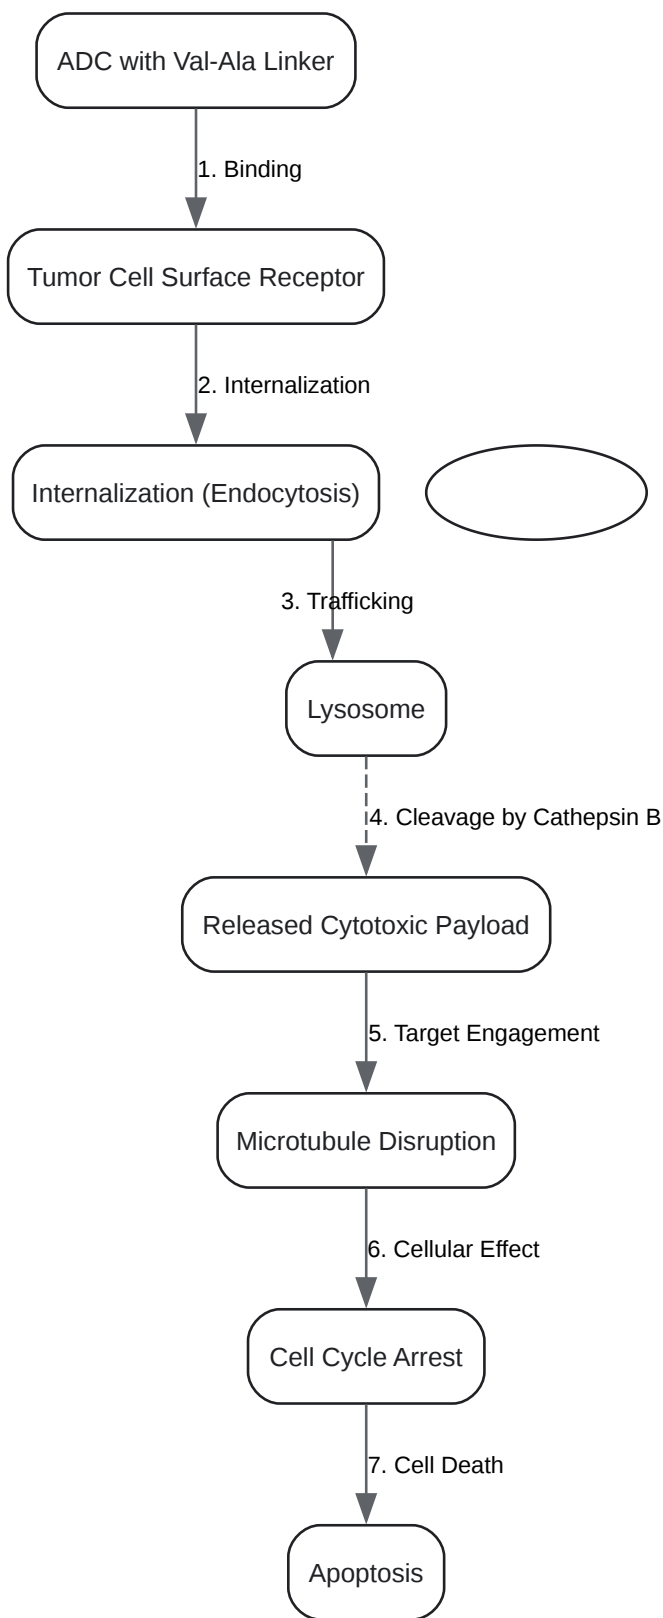 ADC with Val-Ala Linker
1. Binding
Tumor Cell Surface Receptor
2. Internalization
Internalization (Endocytosis)
3. Trafficking
Lysosome
4. Cleavage by Cathepsin B
Released Cytotoxic Payload
5. Target Engagement
Microtubule Disruption
6. Cellular Effect
Cell Cycle Arrest
7. Cell Death
Apoptosis